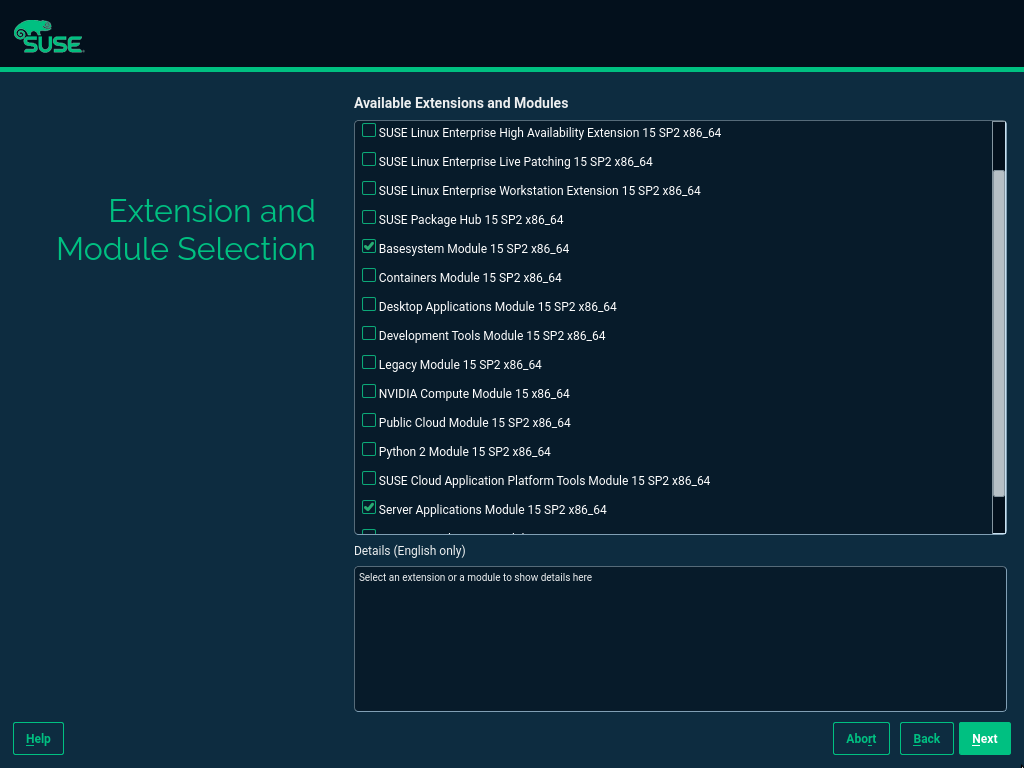 SUSE
Available Extensions and Modules
SUSE Linux Enterprise High Availability Extension 15 SP2 x86_64
SUSE Linux Enterprise Live Patching 15 SP2 x86_64
SUSE Linux Enterprise Workstation Extension 15 SP2 x86_64
SUSE Package Hub 15 SP2 x86_64
Basesystem Module 15 SP2 x86_64
Containers Module 15 SP2 x86_64
Desktop Applications Module 15 SP2 x86_64
Development Tools Module 15 SP2 x86_64
Legacy Module 15 SP2 x86_64
NVIDIA Compute Module 15 x86_64
Public Cloud Module 15 SP2 x86_64
Python 2 Module 15 SP2 x86_64
SUSE Cloud Application Platform Tools Module 15 SP2 x86_64
Server Applications Module 15 SP2 x86_64
Extension and
Module Selection
Details (English only)
Select an extension or a module to show details here
Help
Abort
Back
Next